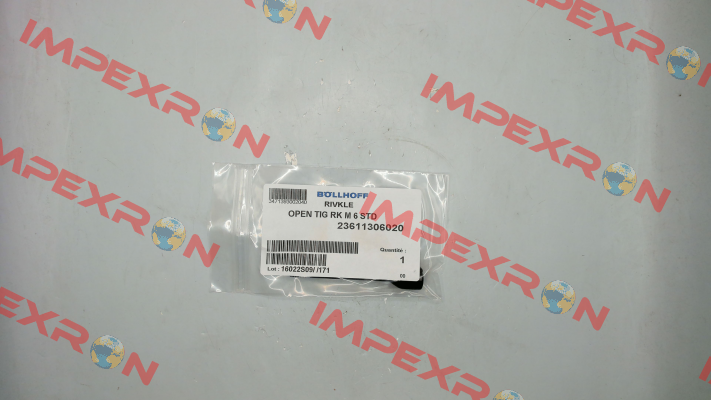 BÖLLHOFF
RIVKLE
OPEN TIG RK M 6 STD
23611306020
Quantité :
1
Lot : 16022S09/ /171
IMPEXRON
IMPEXRON
IMPEXRON
IMPEXRON
IMPEXRON
IMPEXRON